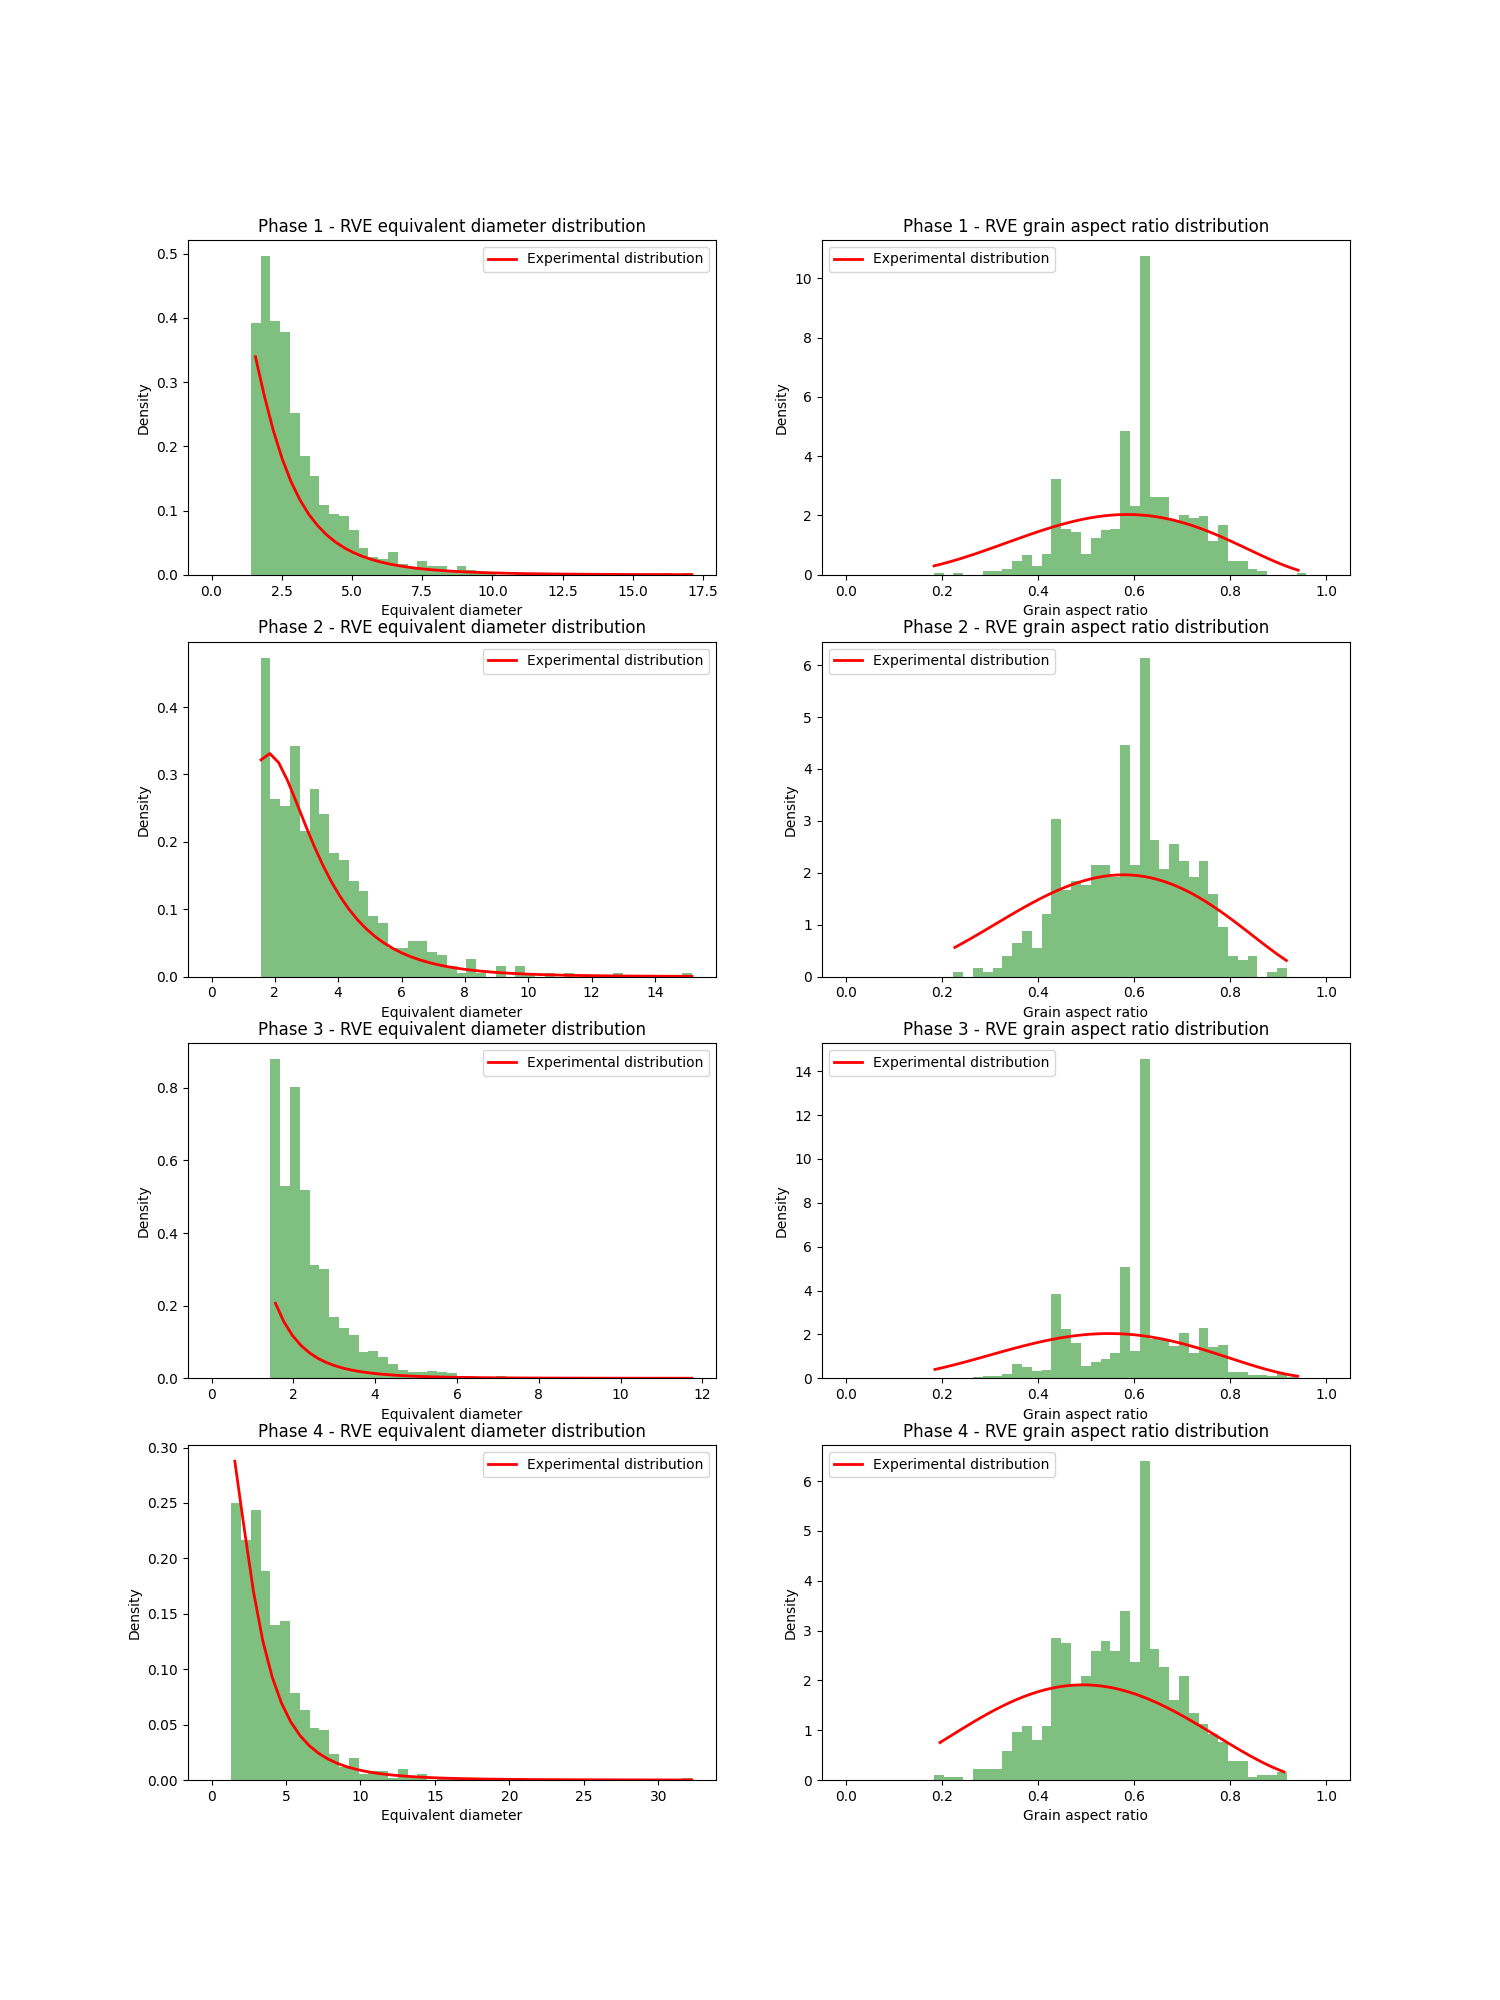 Phase 1 - RVE equivalent diameter distribution
Experimental distribution
Density
0.5
0.4
0.3
0.2
0.1
0.0
0.0 2.5 5.0 7.5 10.0 12.5 15.0 17.5
Equivalent diameter
Phase 1 - RVE grain aspect ratio distribution
Experimental distribution
Density
10
8
6
4
2
0
0.0 0.2 0.4 0.6 0.8 1.0
Grain aspect ratio
Phase 2 - RVE equivalent diameter distribution
Experimental distribution
Density
0.4
0.3
0.2
0.1
0.0
0 2 4 6 8 10 12 14
Equivalent diameter
Phase 2 - RVE grain aspect ratio distribution
Experimental distribution
Density
6
5
4
3
2
1
0
0.0 0.2 0.4 0.6 0.8 1.0
Grain aspect ratio
Phase 3 - RVE equivalent diameter distribution
Experimental distribution
Density
0.8
0.6
0.4
0.2
0.0
0 2 4 6 8 10 12
Equivalent diameter
Phase 3 - RVE grain aspect ratio distribution
Experimental distribution
Density
14
12
10
8
6
4
2
0
0.0 0.2 0.4 0.6 0.8 1.0
Grain aspect ratio
Phase 4 - RVE equivalent diameter distribution
Experimental distribution
Density
0.30
0.25
0.20
0.15
0.10
0.05
0.00
0 5 10 15 20 25 30
Equivalent diameter
Phase 4 - RVE grain aspect ratio distribution
Experimental distribution
Density
6
5
4
3
2
1
0
0.0 0.2 0.4 0.6 0.8 1.0
Grain aspect ratio